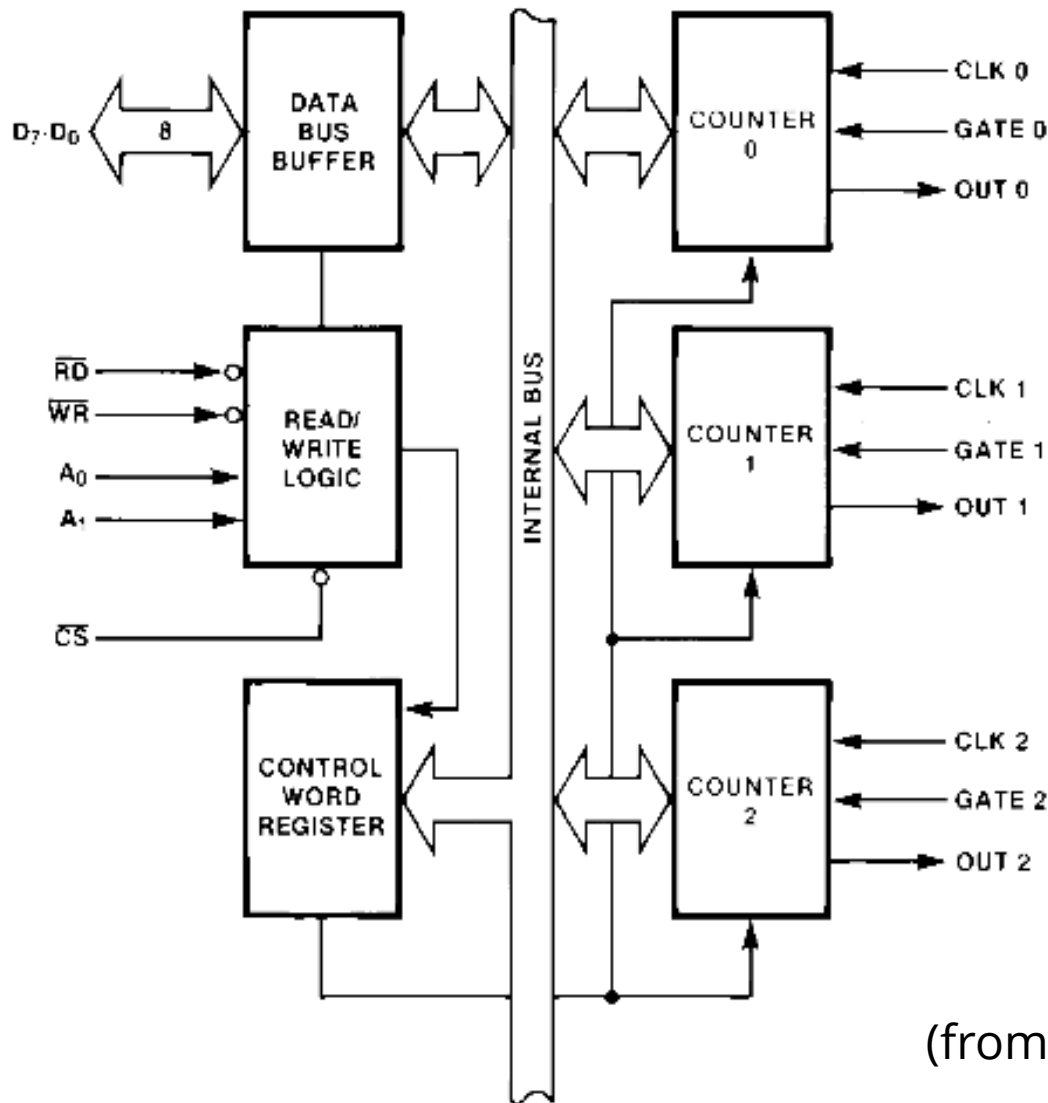 D7-D0
8
DATA
BUS
BUFFER
COUNTER
0
CLK 0
GATE 0
OUT 0
RD
WR
A0
A1
CS
READ/
WRITE
LOGIC
INTERNAL BUS
COUNTER
1
CLK 1
GATE 1
OUT 1
CONTROL
WORD
REGISTER
COUNTER
2
CLK 2
GATE 2
OUT 2
(from